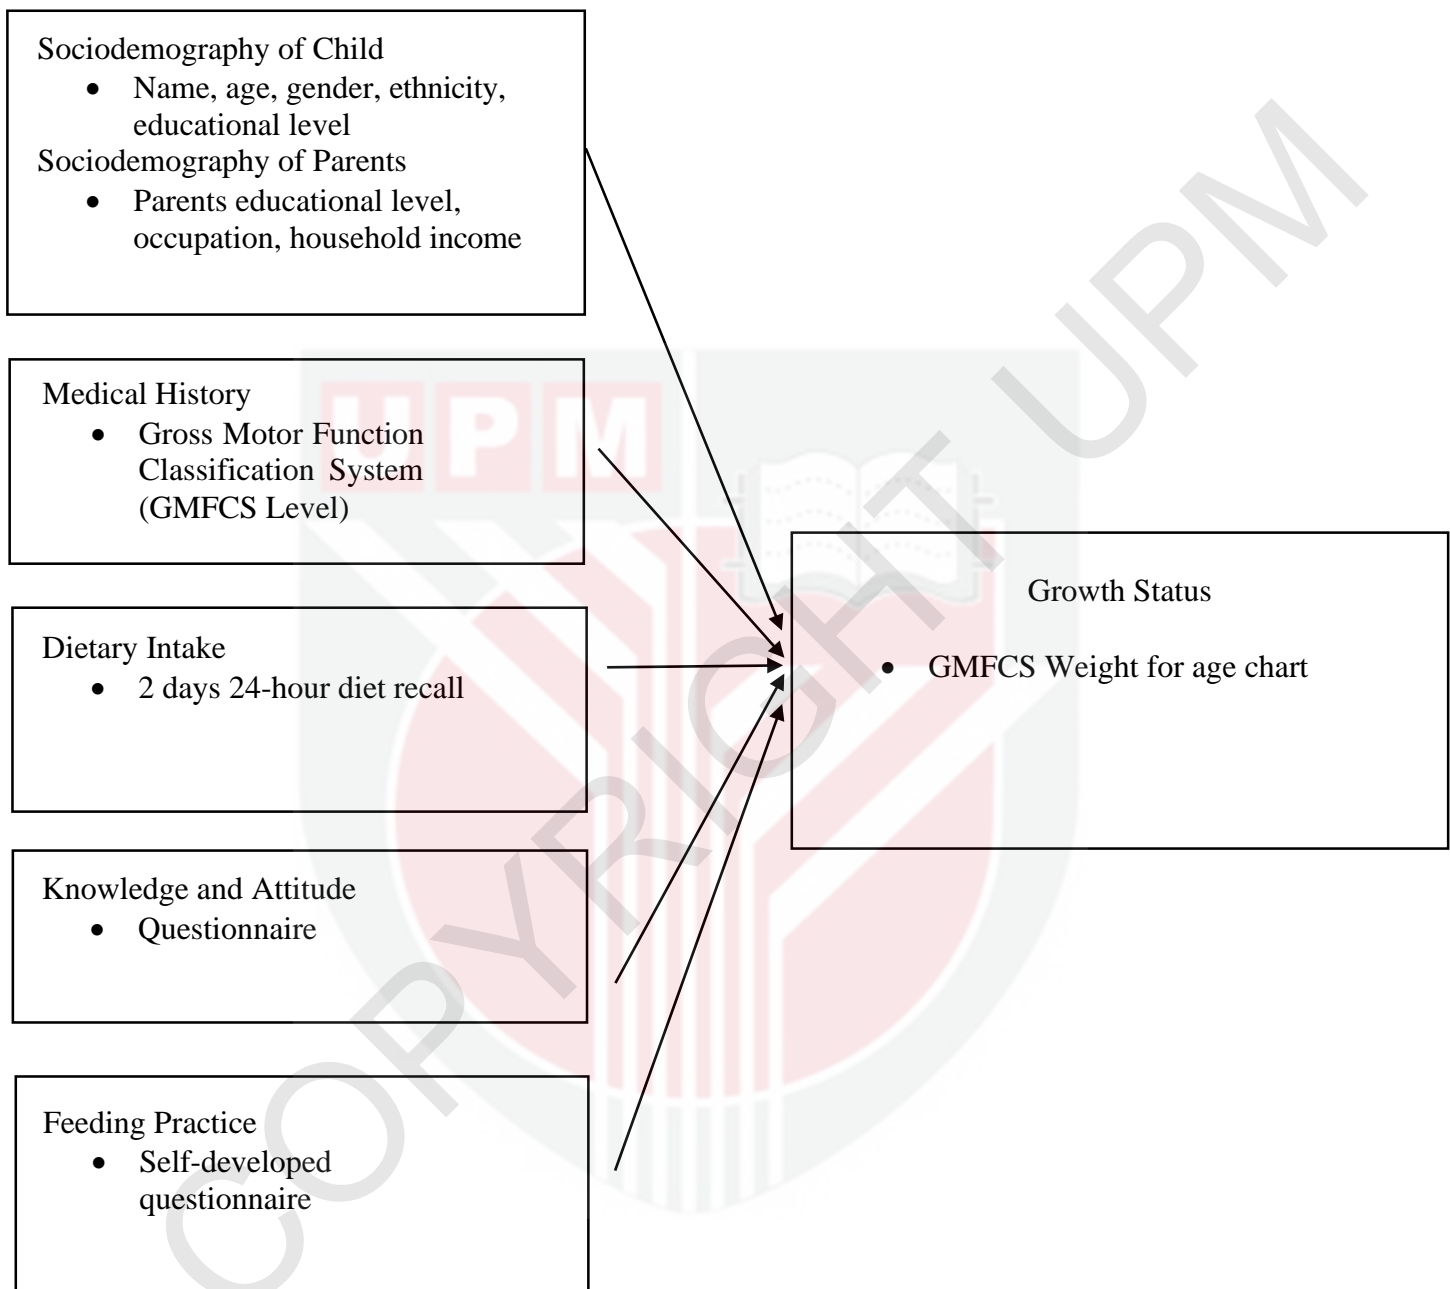 Sociodemography of Child
• Name, age, gender, ethnicity,
educational level
Sociodemography of Parents
• Parents educational level,
occupation, household income
Medical History
• Gross Motor Function
Classification System
(GMFCS Level)
Dietary Intake
• 2 days 24-hour diet recall
Knowledge and Attitude
• Questionnaire
Feeding Practice
• Self-developed
questionnaire
Growth Status
• GMFCS Weight for age chart
UPM
COPYRIGHT UPM